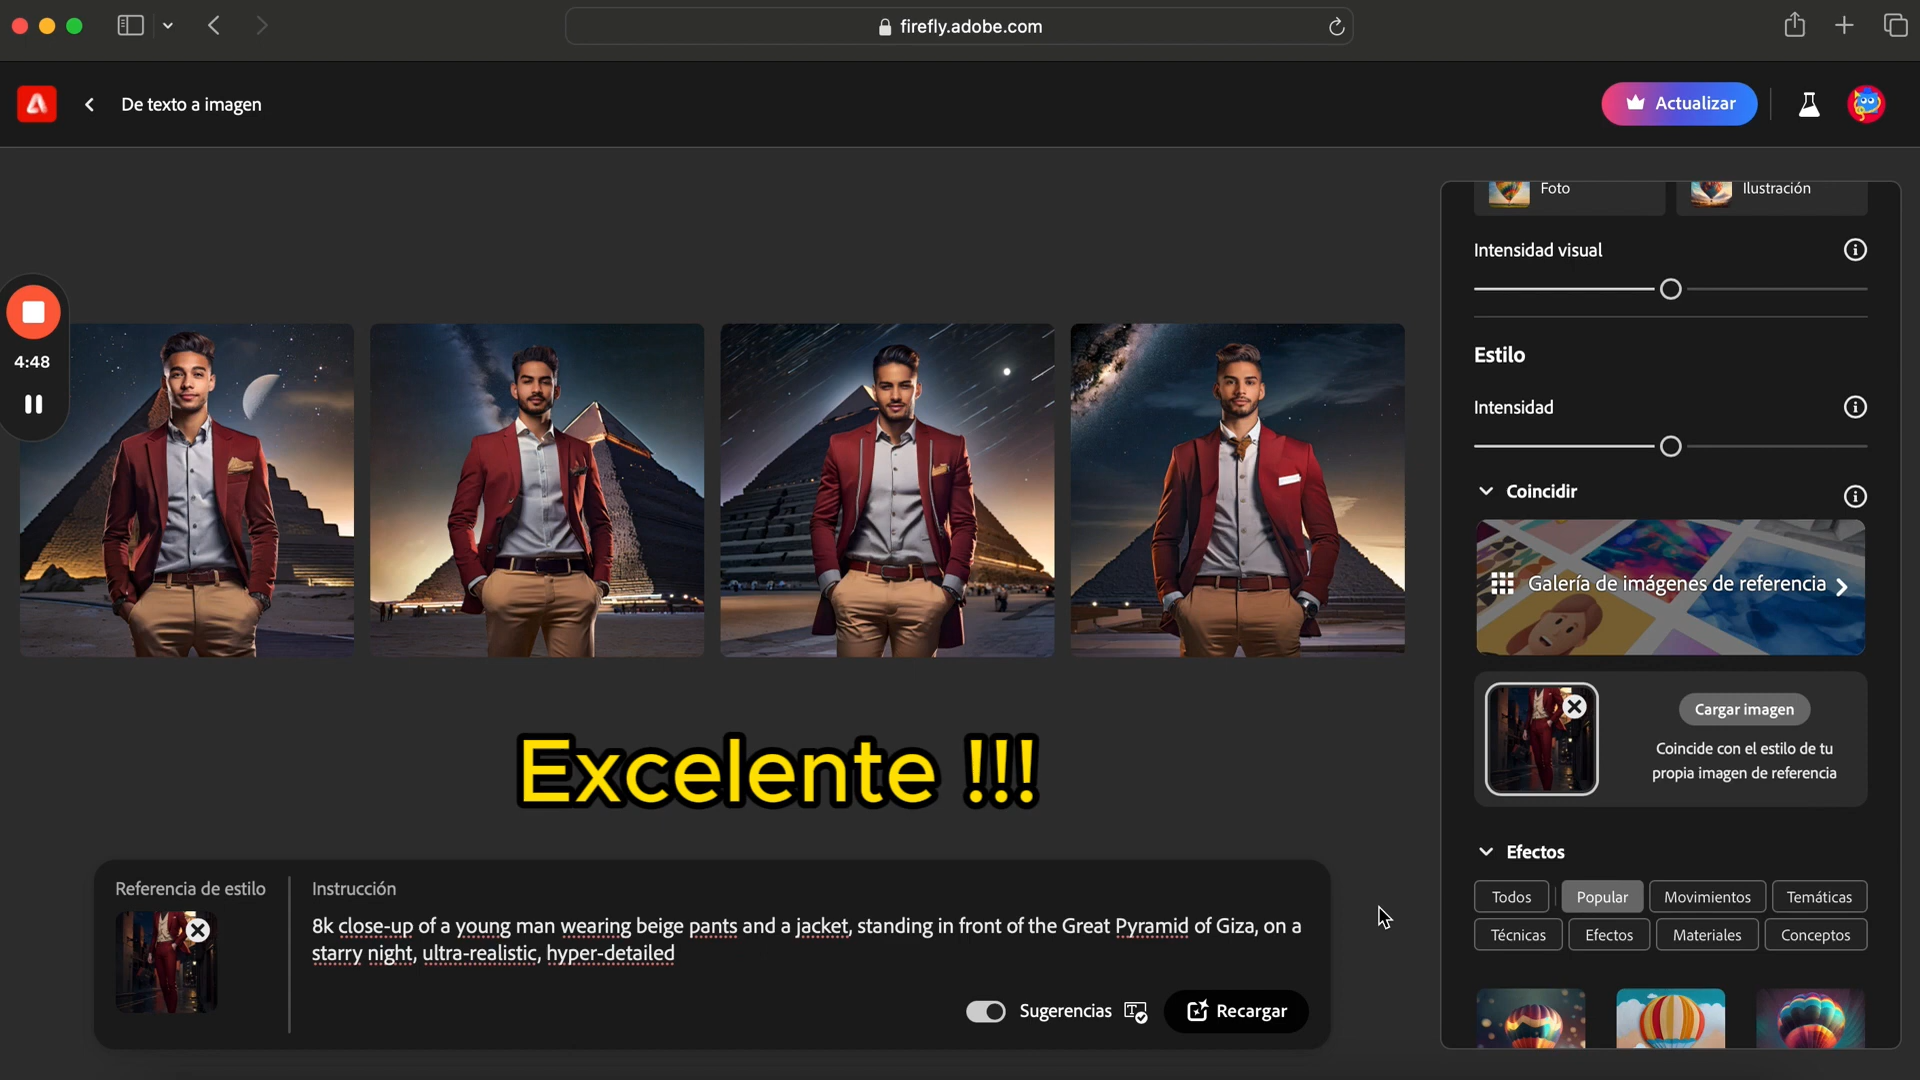 firefly.adobe.com
De texto a imagen
Actualizar
4:48
Foto
Ilustración
Intensidad visual
Estilo
Intensidad
Coincidir
Galería de imágenes de referencia
Cargar imagen
Coincide con el estilo de tu
propia imagen de referencia
Efectos
Todos
Popular
Movimientos
Temáticas
Técnicas
Efectos
Materiales
Conceptos
Excelente !!!
Referencia de estilo
Instrucción
8k close-up of a young man wearing beige pants and a jacket, standing in front of the Great Pyramid of Giza, on a
starry night, ultra-realistic, hyper-detailed
Sugerencias
Recargar